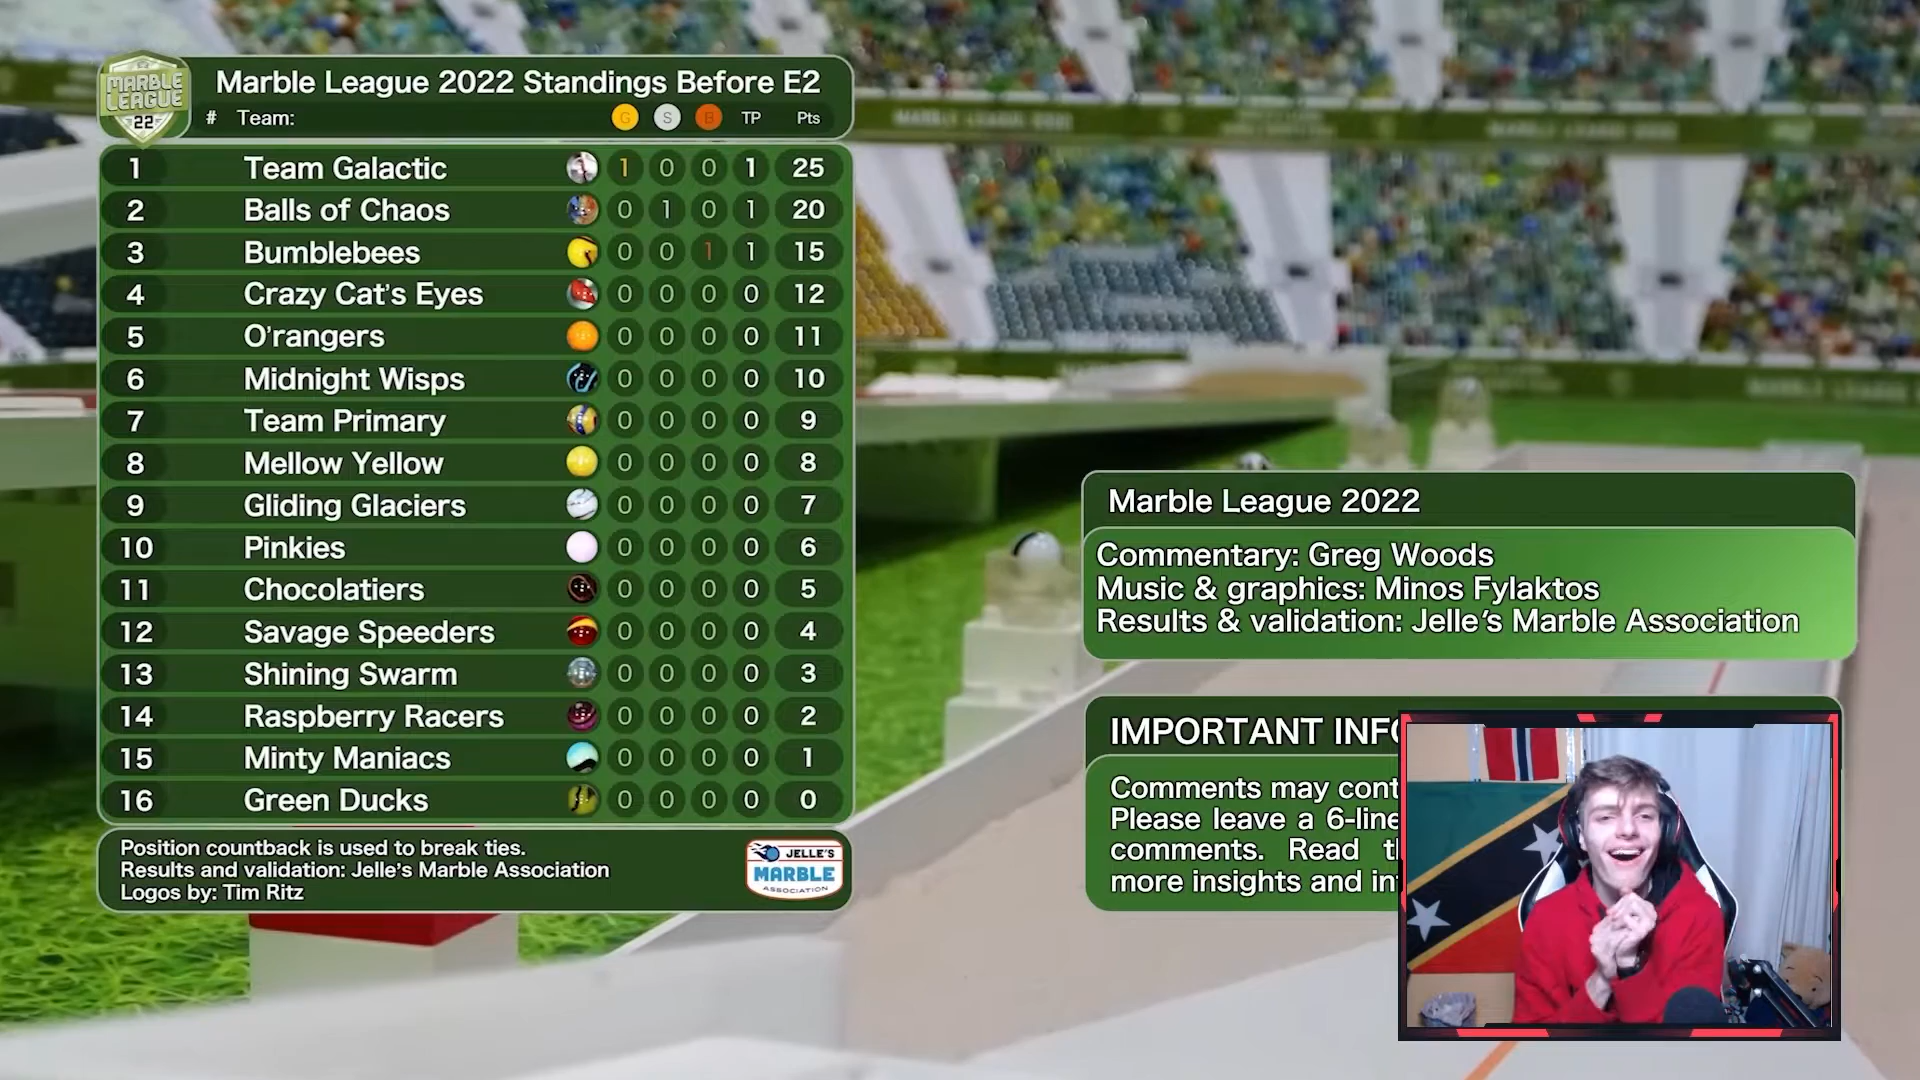 MARBLE LEAGUE 22
Marble League 2022 Standings Before E2
# Team: G S B TP Pts
1 Team Galactic 1 0 0 1 25
2 Balls of Chaos 0 1 0 1 20
3 Bumblebees 0 0 1 1 15
4 Crazy Cat's Eyes 0 0 0 0 12
5 O'rangers 0 0 0 0 11
6 Midnight Wisps 0 0 0 0 10
7 Team Primary 0 0 0 0 9
8 Mellow Yellow 0 0 0 0 8
9 Gliding Glaciers 0 0 0 0 7
10 Pinkies 0 0 0 0 6
11 Chocolatiers 0 0 0 0 5
12 Savage Speeders 0 0 0 0 4
13 Shining Swarm 0 0 0 0 3
14 Raspberry Racers 0 0 0 0 2
15 Minty Maniacs 0 0 0 0 1
16 Green Ducks 0 0 0 0 0
Position countback is used to break ties.
Results and validation: Jelle's Marble Association
Logos by: Tim Ritz
JELLE'S
MARBLE
ASSOCIATION
Marble League 2022
Commentary: Greg Woods
Music & graphics: Minos Fylaktos
Results & validation: Jelle's Marble Association
IMPORTANT INFO
Comments may cont
Please leave a 6-line
comments. Read th
more insights and in